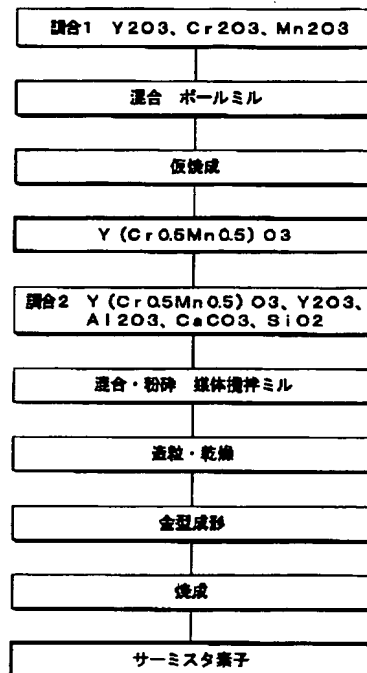 調合1 Y2O3、Cr2O3、Mn2O3
混合 ボールミル
仮焼成
Y (Cr0.5Mn0.5) O3
調合2 Y (Cr0.5Mn0.5) O3、Y2O3、
Al2O3、CaCO3、SiO2
混合・粉砕 媒体攪拌ミル
造粒・乾燥
金型成形
焼成
サーミスタ素子